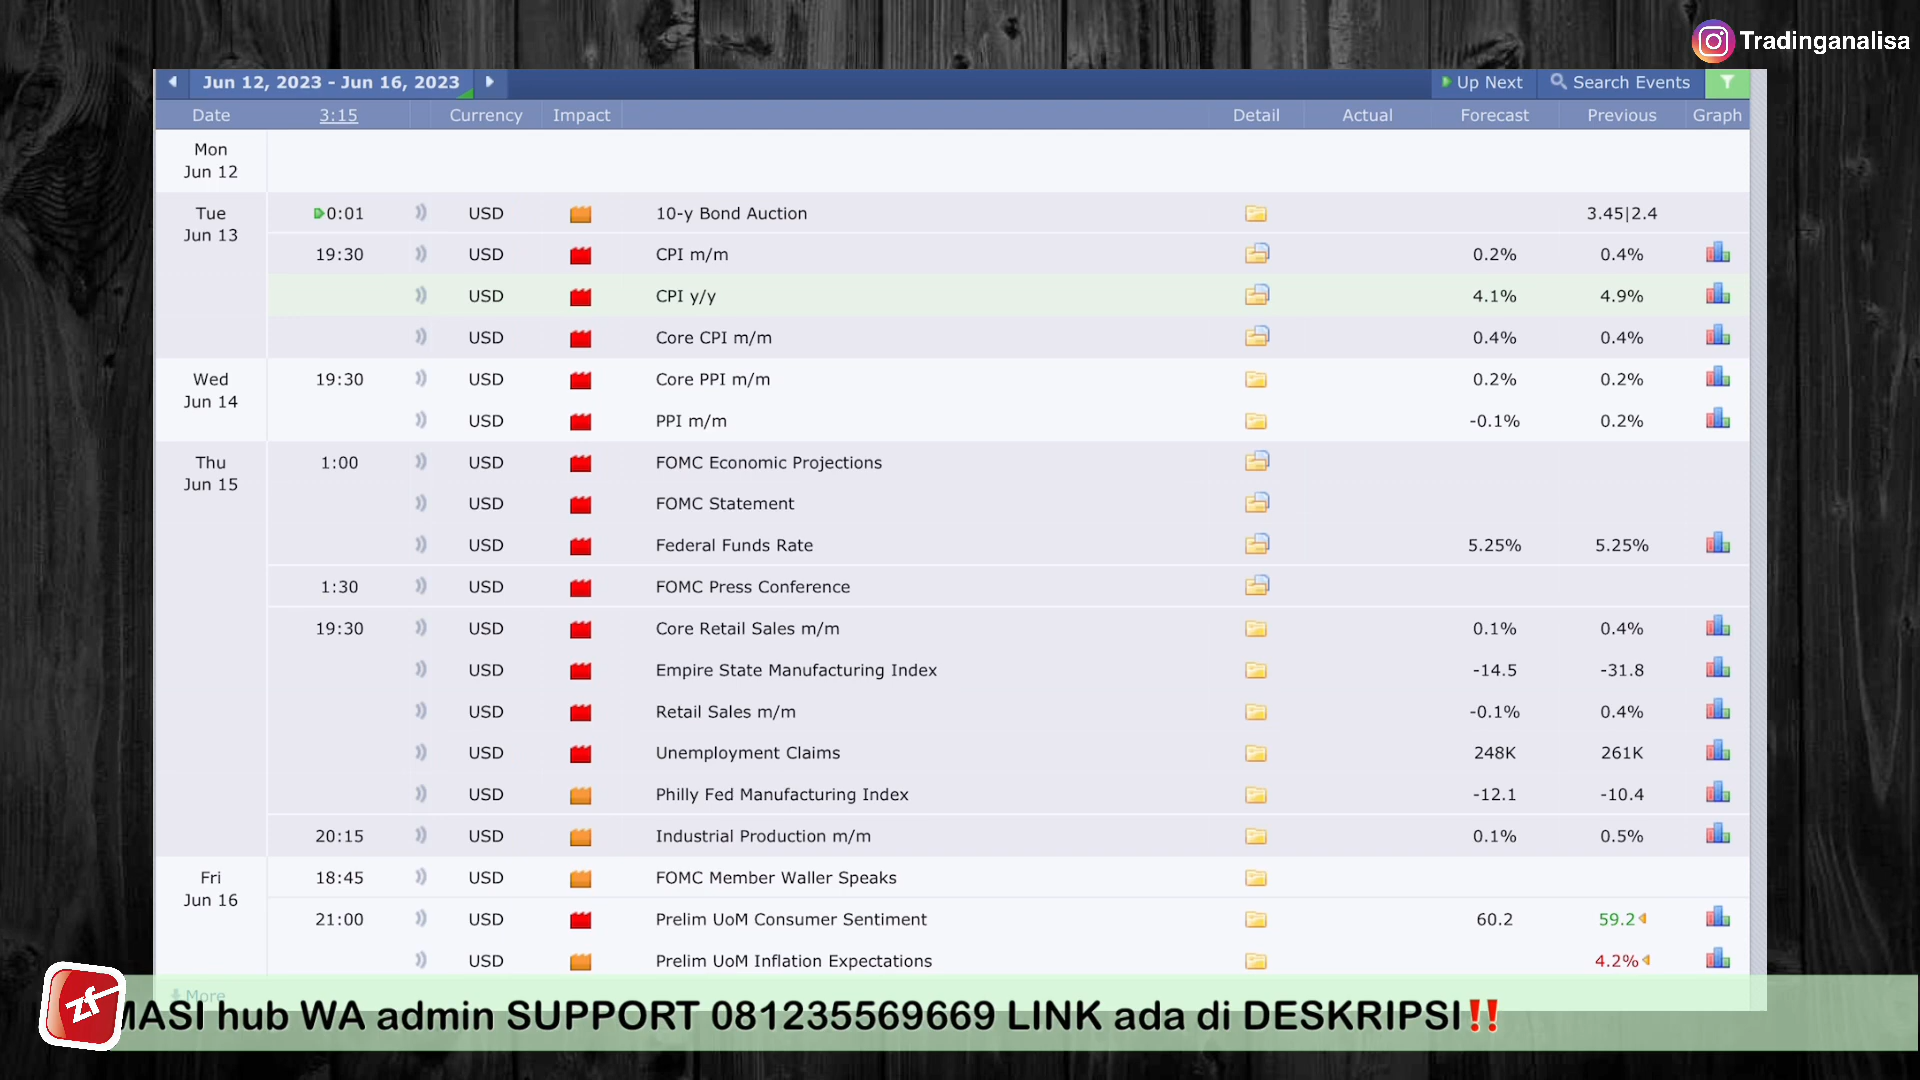 Tradinganalisa
Jun 12, 2023 - Jun 16, 2023 Up Next Search Events
Date 3:15 Currency Impact Detail Actual Forecast Previous Graph
Mon
Jun 12
Tue
Jun 13
0:01 USD 10-y Bond Auction 3.45|2.4
19:30 USD CPI m/m 0.2% 0.4%
USD CPI y/y 4.1% 4.9%
USD Core CPI m/m 0.4% 0.4%
Wed
Jun 14
19:30 USD Core PPI m/m 0.2% 0.2%
USD PPI m/m -0.1% 0.2%
Thu
Jun 15
1:00 USD FOMC Economic Projections
USD FOMC Statement
USD Federal Funds Rate 5.25% 5.25%
1:30 USD FOMC Press Conference
19:30 USD Core Retail Sales m/m 0.1% 0.4%
USD Empire State Manufacturing Index -14.5 -31.8
USD Retail Sales m/m -0.1% 0.4%
USD Unemployment Claims 248K 261K
USD Philly Fed Manufacturing Index -12.1 -10.4
20:15 USD Industrial Production m/m 0.1% 0.5%
Fri
Jun 16
18:45 USD FOMC Member Waller Speaks
21:00 USD Prelim UoM Consumer Sentiment 60.2 59.2
USD Prelim UoM Inflation Expectations 4.2%
More
zf
MASI hub WA admin SUPPORT 081235569669 LINK ada di DESKRIPSI‼️